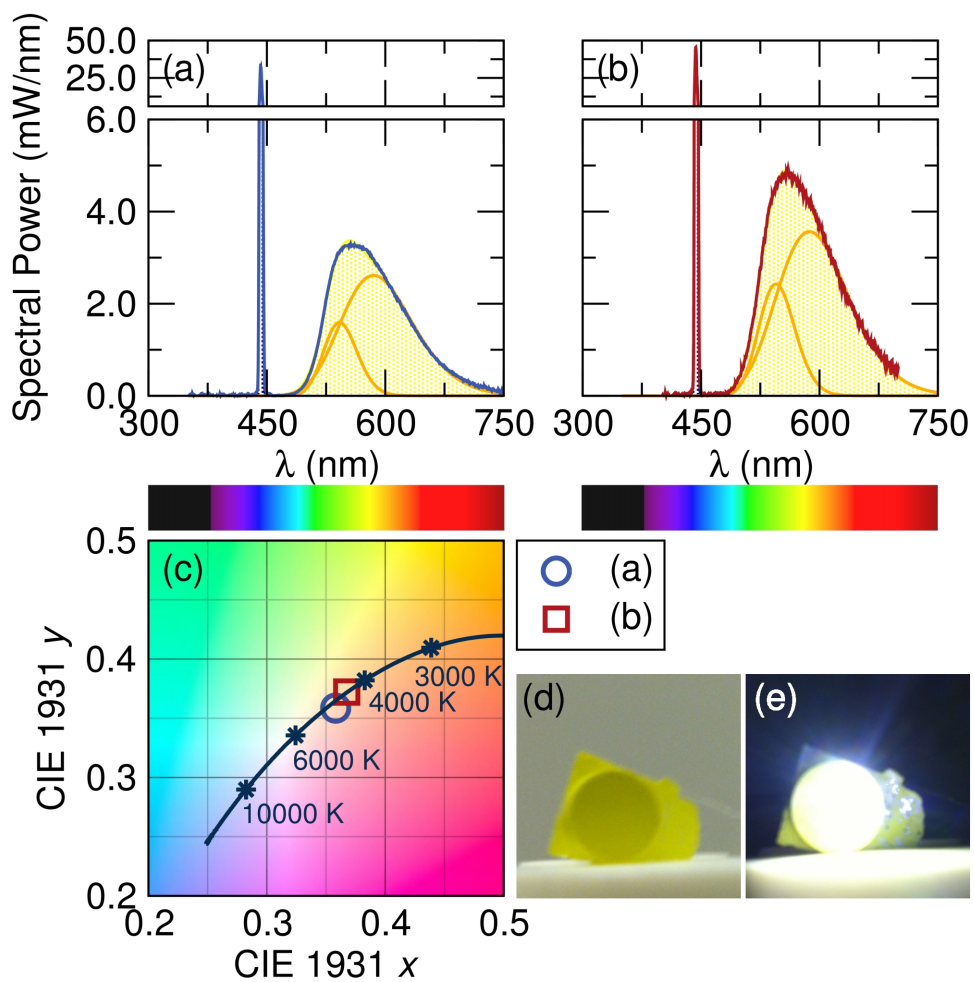 50.0
25.0
(a)
(b)
6.0
4.0
2.0
0.0
Spectral Power (mW/nm)
300 450 600 750
300 450 600 750
λ (nm)
λ (nm)
0.5
0.4
0.3
0.2
(c)
CIE 1931 y
3000 K
4000 K
6000 K
10000 K
0.2 0.3 0.4 0.5
CIE 1931 x
(a)
(b)
(d)
(e)